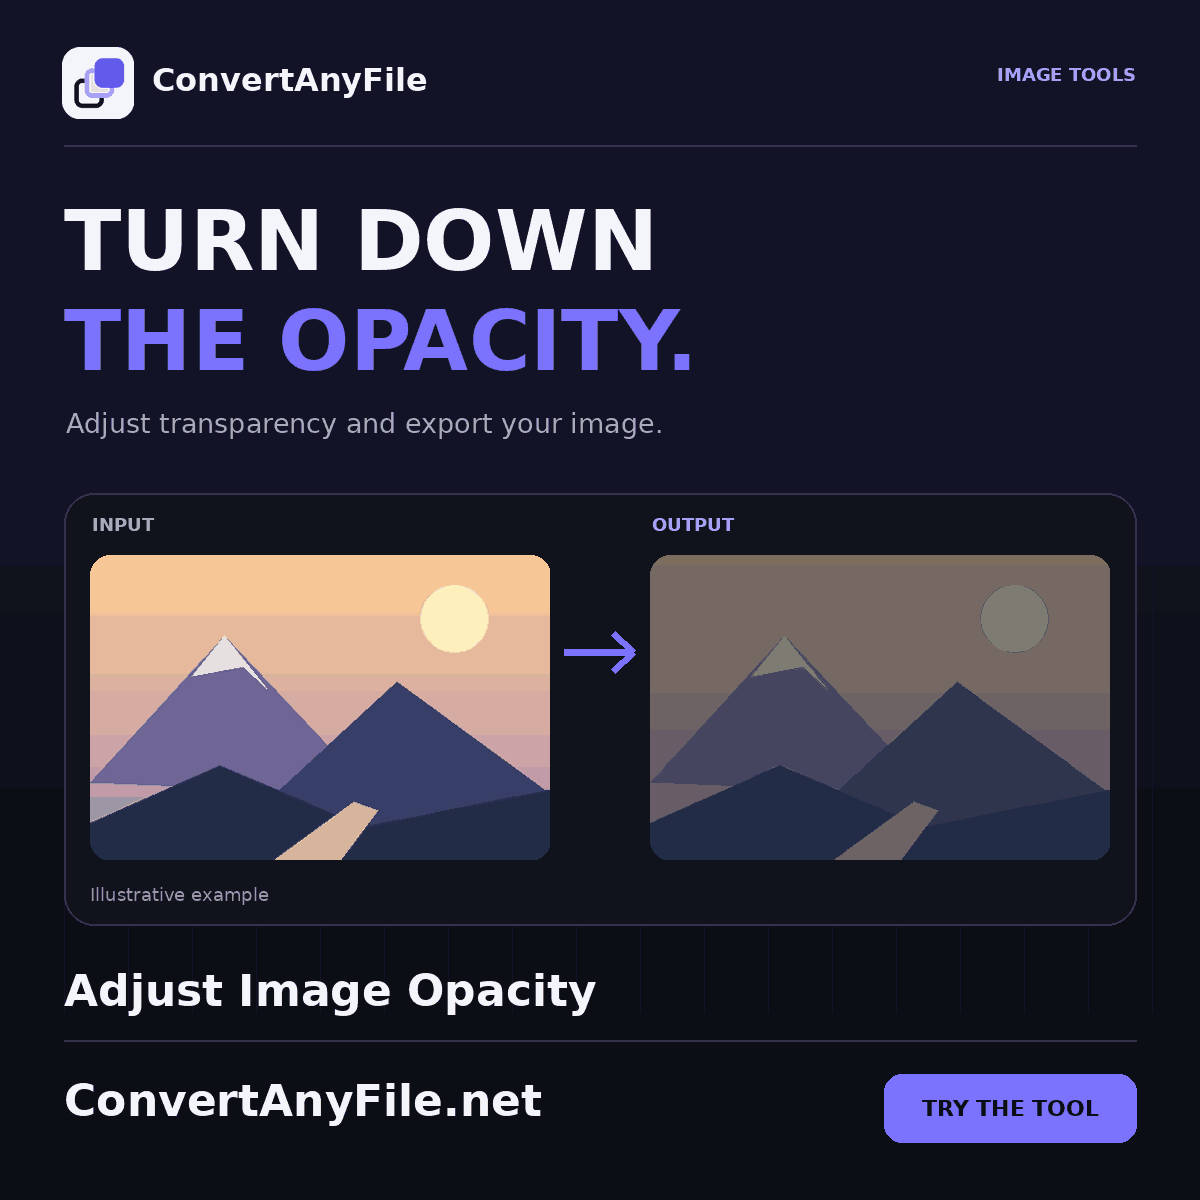 ConvertAnyFile
IMAGE TOOLS
TURN DOWN
THE OPACITY.
Adjust transparency and export your image.
INPUT
OUTPUT
Illustrative example
Adjust Image Opacity
ConvertAnyFile.net
TRY THE TOOL